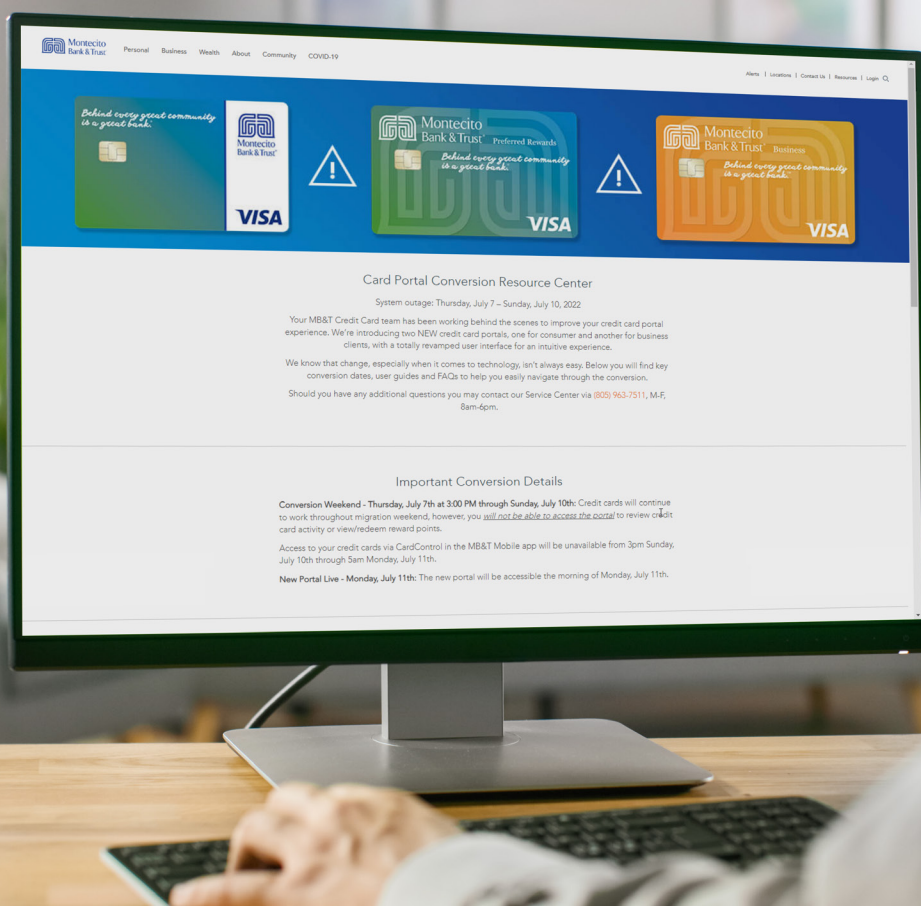 Montecito
Bank & Trust
Personal Business Wealth About Community COVID-19
Alerts | Locations | Contact Us | Resources | Login
Behind every great community
is a great bank.
Montecito
Bank & Trust
VISA
Montecito
Bank & Trust Preferred Rewards
Behind every great community
is a great bank.
VISA
Montecito
Bank & Trust Business
Behind every great community
is a great bank.
VISA
Card Portal Conversion Resource Center
System outage: Thursday, July 7 – Sunday, July 10, 2022
Your MB&T Credit Card team has been working behind the scenes to improve your credit card portal
experience. We're introducing two NEW credit card portals, one for consumer and another for business
clients, with a totally revamped user interface for an intuitive experience.
We know that change, especially when it comes to technology, isn't always easy. Below you will find key
conversion dates, user guides and FAQs to help you easily navigate through the conversion.
Should you have any additional questions you may contact our Service Center via (805) 963-7511, M-F,
8am-6pm.
Important Conversion Details
Conversion Weekend - Thursday, July 7th at 3:00 PM through Sunday, July 10th: Credit cards will continue
to work throughout migration weekend, however, you will not be able to access the portal to review credit
card activity or view/redeem reward points.
Access to your credit cards via CardControl in the MB&T Mobile app will be unavailable from 3pm Sunday,
July 10th through 5am Monday, July 11th.
New Portal Live - Monday, July 11th: The new portal will be accessible the morning of Monday, July 11th.